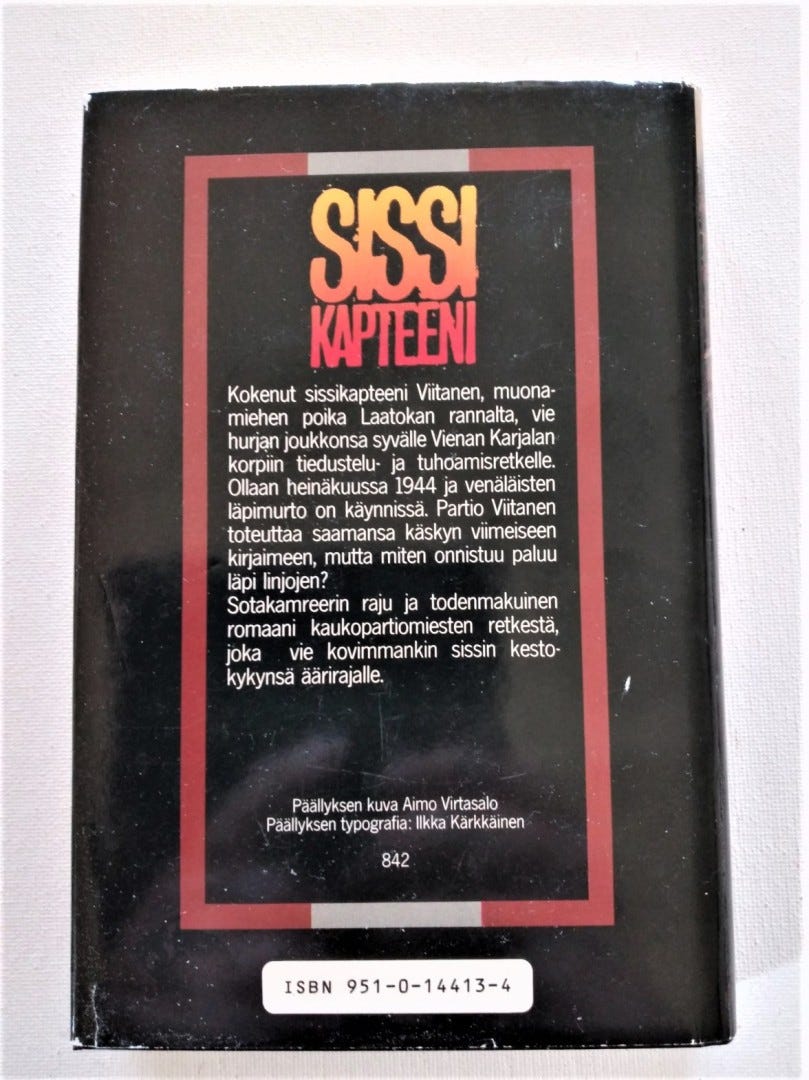 SISSI
KAPTEENI
Kokenut sissikapteeni Viitanen, muona-
miehen poika Laatokan rannalta, vie
hurjan joukkonsa syvälle Vienan Karjalan
korpiin tiedustelu- ja tuhoamisretkelle.
Ollaan heinäkuussa 1944 ja venäläisten
läpimurto on käynnissä. Partio Viitanen
toteuttaa saamansa käskyn viimeiseen
kirjaimeen, mutta miten onnistuu paluu
läpi linjojen?
Sotakamreerin raju ja todenmakuinen
romaani kaukopartiomiesten retkestä,
joka vie kovimmankin sissin kesto-
kykynsä äärirajalle.
Päällyksen kuva Aimo Virtasalo
Päällyksen typografia: Ilkka Kärkkäinen
842
ISBN 951-0-14413-4